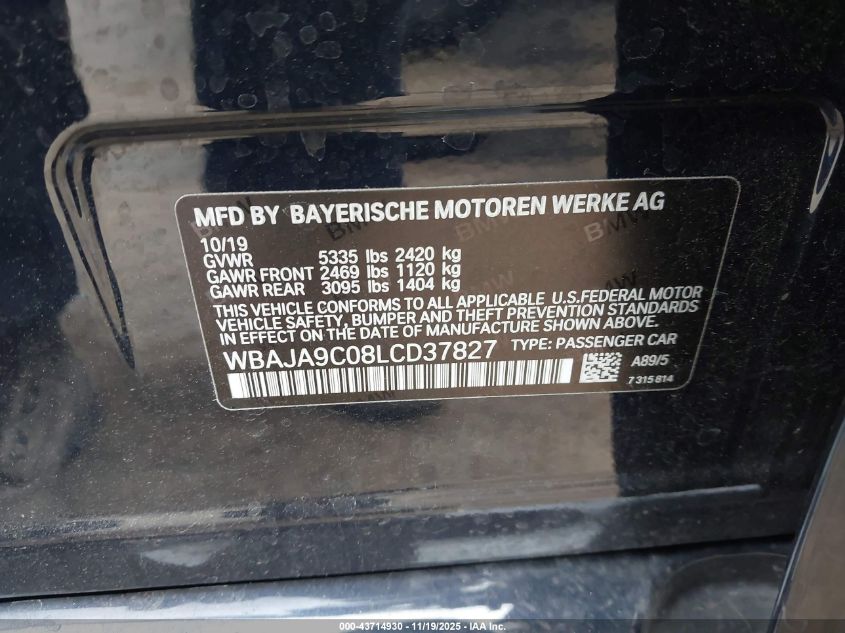 MFD BY BAYERISCHE MOTOREN WERKE AG
10/19
GVWR 5335 lbs 2420 kg
GAWR FRONT 2469 lbs 1120 kg
GAWR REAR 3095 lbs 1404 kg
THIS VEHICLE CONFORMS TO ALL APPLICABLE U.S.FEDERAL MOTOR
VEHICLE SAFETY, BUMPER AND THEFT PREVENTION STANDARDS
IN EFFECT ON THE DATE OF MANUFACTURE SHOWN ABOVE.
WBAJA9C08LCD37827 TYPE: PASSENGER CAR
A89/5
7 315 814
000-43714930 - 11/19/2025 - IAA Inc.